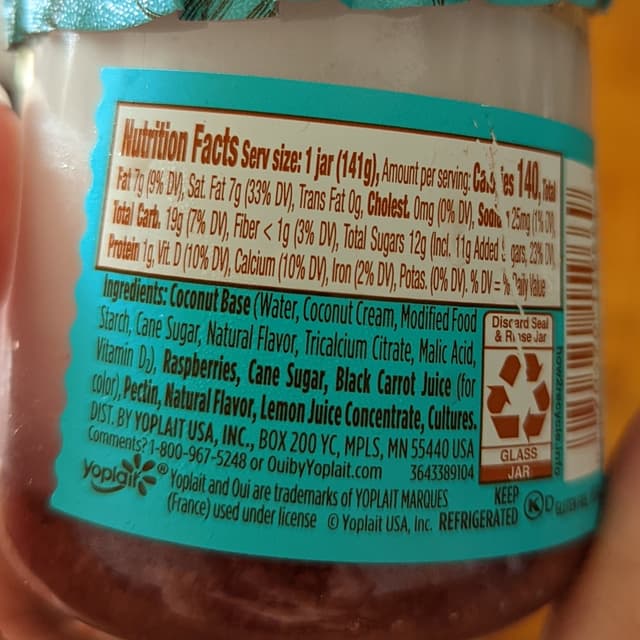 Nutrition Facts Serv size: 1 jar (141g), Amount per serving: Calories 140, Total
Fat 7g (9% DV), Sat. Fat 7g (33% DV), Trans Fat 0g, Cholest. 0mg (0% DV), Sodium 25mg (1% DV),
Total Carb. 19g (7% DV), Fiber < 1g (3% DV), Total Sugars 12g (Incl. 11g Added Sugars, 23% DV),
Protein 1g, Vit. D (10% DV), Calcium (10% DV), Iron (2% DV), Potas. (0% DV). % DV = % Daily Value
Ingredients: Coconut Base (Water, Coconut Cream, Modified Food
Starch, Cane Sugar, Natural Flavor, Tricalcium Citrate, Malic Acid,
Vitamin D₃), Raspberries, Cane Sugar, Black Carrot Juice (for
color), Pectin, Natural Flavor, Lemon Juice Concentrate, Cultures.
DIST. BY YOPLAIT USA, INC., BOX 200 YC, MPLS, MN 55440 USA
Comments? 1-800-967-5248 or OuibyYoplait.com 3643389104
yoplait® Yoplait and Oui are trademarks of YOPLAIT MARQUES
(France) used under license © Yoplait USA, Inc.
KEEP
REFRIGERATED
K D
Discard Seal
& Rinse Jar
GLASS
JAR
how2recycle.info